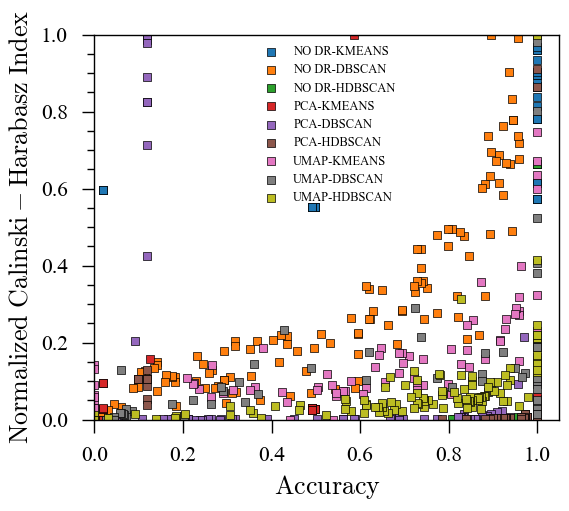 Normalized Calinski − Harabasz Index
1.0
0.8
0.6
0.4
0.2
0.0
NO DR-KMEANS
NO DR-DBSCAN
NO DR-HDBSCAN
PCA-KMEANS
PCA-DBSCAN
PCA-HDBSCAN
UMAP-KMEANS
UMAP-DBSCAN
UMAP-HDBSCAN
0.0 0.2 0.4 0.6 0.8 1.0
Accuracy